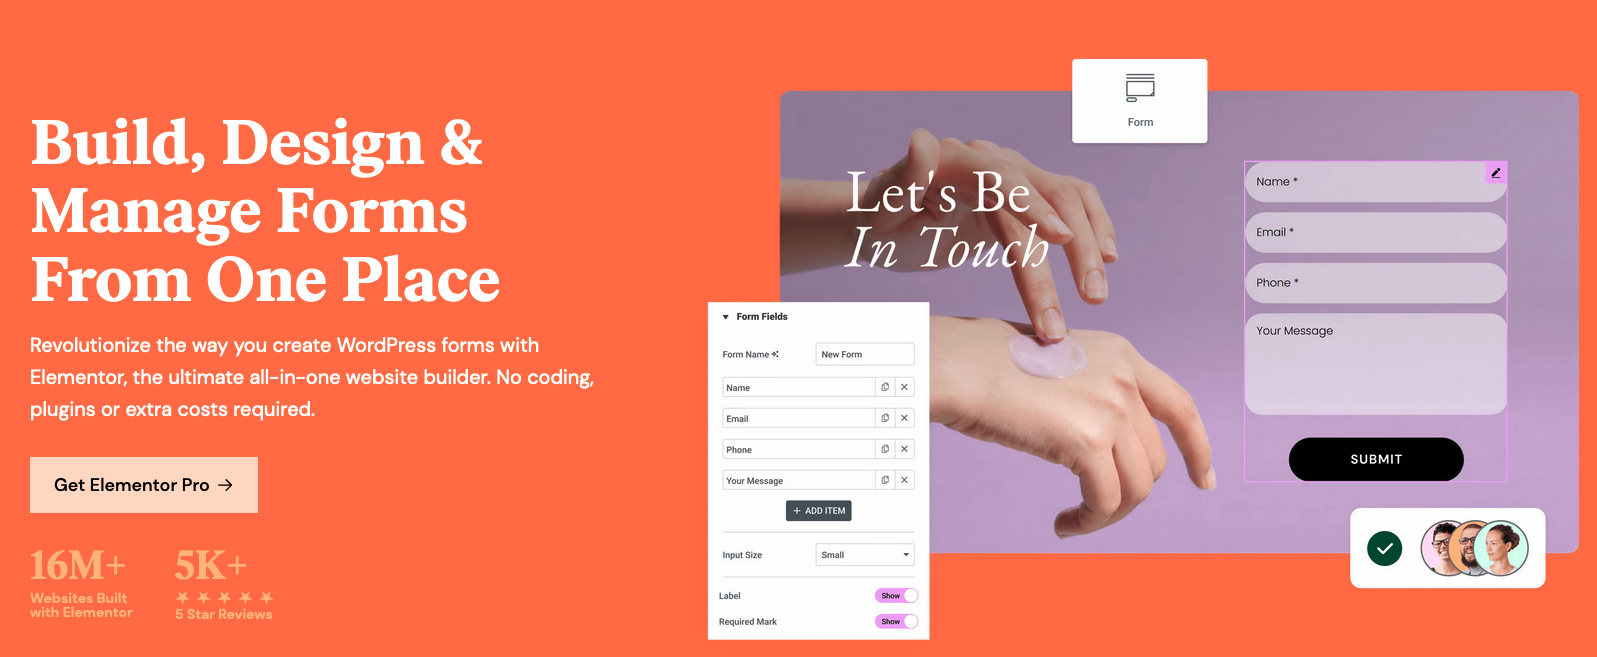 Build, Design &
Manage Forms
From One Place
Revolutionize the way you create WordPress forms with
Elementor, the ultimate all-in-one website builder. No coding,
plugins or extra costs required.
Get Elementor Pro →
16M+
Websites Built
with Elementor
5K+
★ ★ ★ ★ ★
5 Star Reviews
Form
Let's Be
In Touch
Name *
Email *
Phone *
Your Message
SUBMIT
Form Fields
Form Name New Form
Name
Email
Phone
Your Message
+ ADD ITEM
Input Size Small
Label Show
Required Mark Show